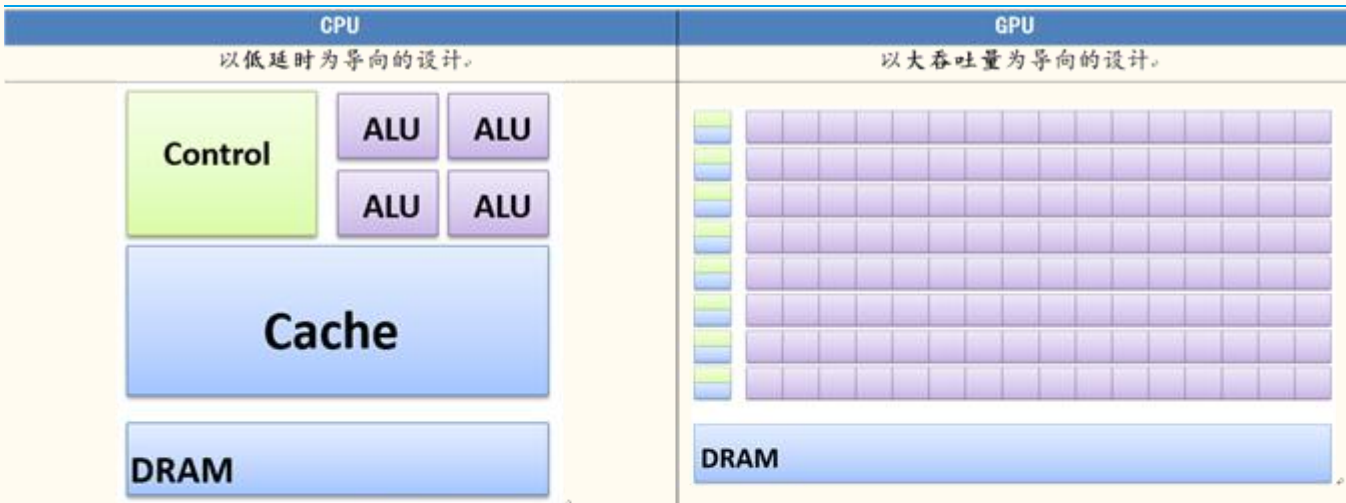 CPU
以低延时为导向的设计。
Control
ALU
ALU
ALU
ALU
Cache
DRAM
GPU
以大吞吐量为导向的设计。
DRAM